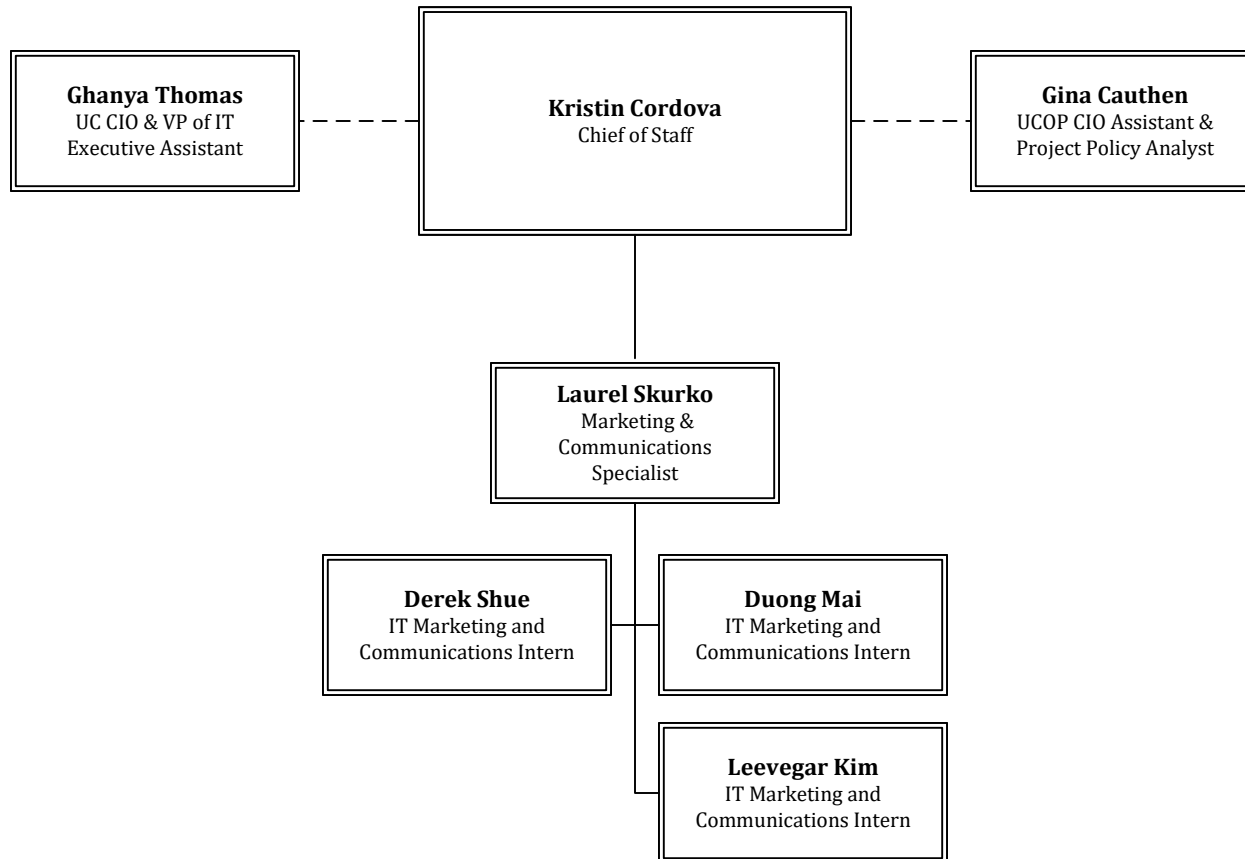 Ghanya Thomas
UC CIO & VP of IT
Executive Assistant
Kristin Cordova
Chief of Staff
Gina Cauthen
UCOP CIO Assistant &
Project Policy Analyst
Laurel Skurko
Marketing &
Communications
Specialist
Derek Shue
IT Marketing and
Communications Intern
Duong Mai
IT Marketing and
Communications Intern
Leevegar Kim
IT Marketing and
Communications Intern